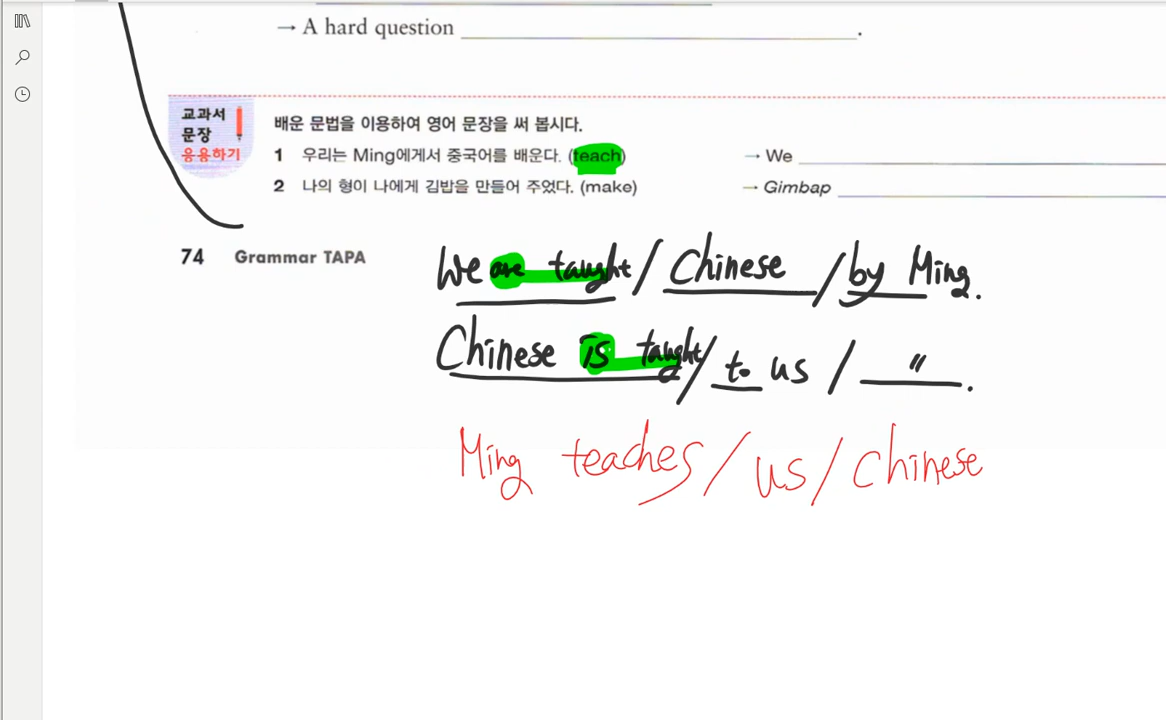 → A hard question ____________.
교과서
문장
응용하기
배운 문법을 이용하여 영어 문장을 써 봅시다.
1 우리는 Ming에게서 중국어를 배운다. (teach) → We ____________
2 나의 형이 나에게 김밥을 만들어 주었다. (make) → Gimbap ____________
74 Grammar TAPA
We are taught / Chinese / by Ming.
Chinese is taught / to us / 〃.
Ming teaches / us / Chinese